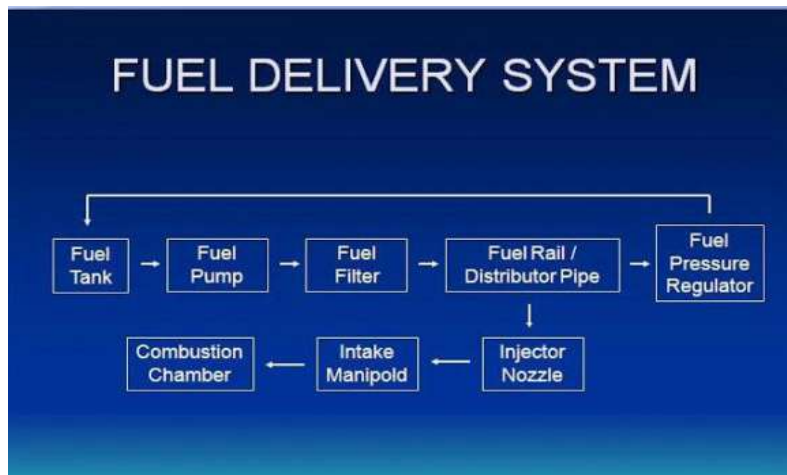 FUEL DELIVERY SYSTEM
Fuel
Tank
Fuel
Pump
Fuel
Filter
Fuel Rail /
Distributor Pipe
Fuel
Pressure
Regulator
Combustion
Chamber
Intake
Manipold
Injector
Nozzle